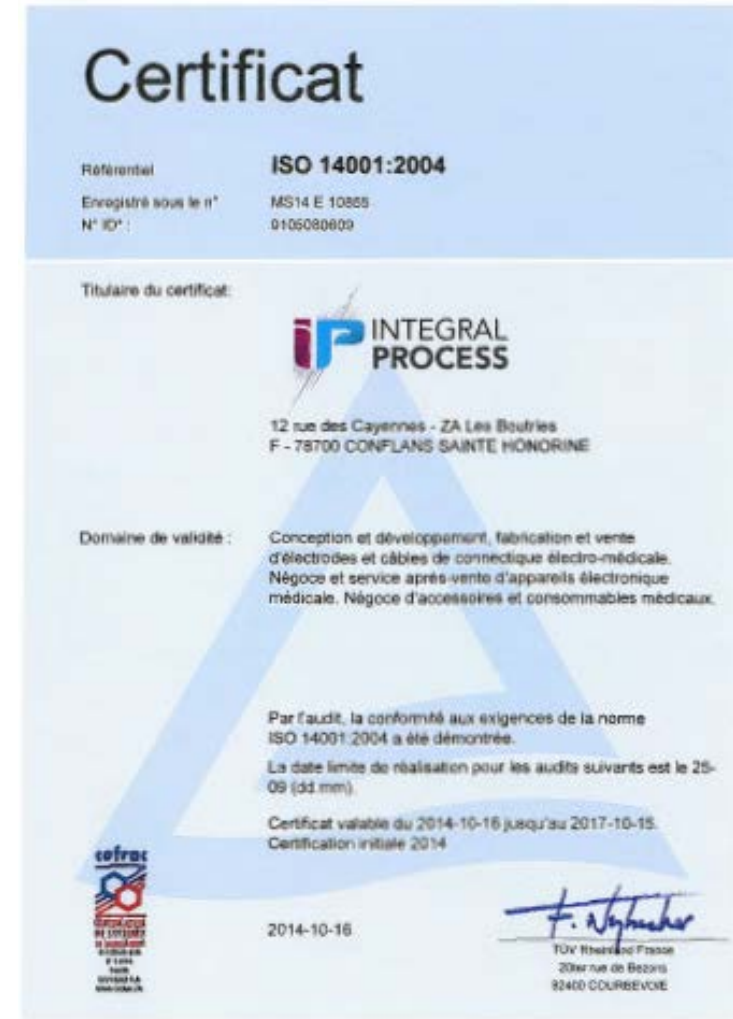 Certificat
Référentiel ISO 14001:2004
Enregistré sous le n° MS14 E 10855
N° ID* : 9105080609
Titulaire du certificat:
iP INTEGRAL
PROCESS
12 rue des Cayennes - ZA Les Boutries
F - 78700 CONFLANS SAINTE HONORINE
Domaine de validité : Conception et développement, fabrication et vente
d'électrodes et câbles de connectique électro-médicale.
Négoce et service après-vente d'appareils électronique
médicale. Négoce d'accessoires et consommables médicaux.
Par l'audit, la conformité aux exigences de la norme
ISO 14001:2004 a été démontrée.
La date limite de réalisation pour les audits suivants est le 25-
09 (dd.mm).
Certificat valable du 2014-10-16 jusqu'au 2017-10-15.
Certification initiale 2014
cofrac
2014-10-16
TÜV Rheinland France
20ter rue de Bezons
92400 COURBEVOIE